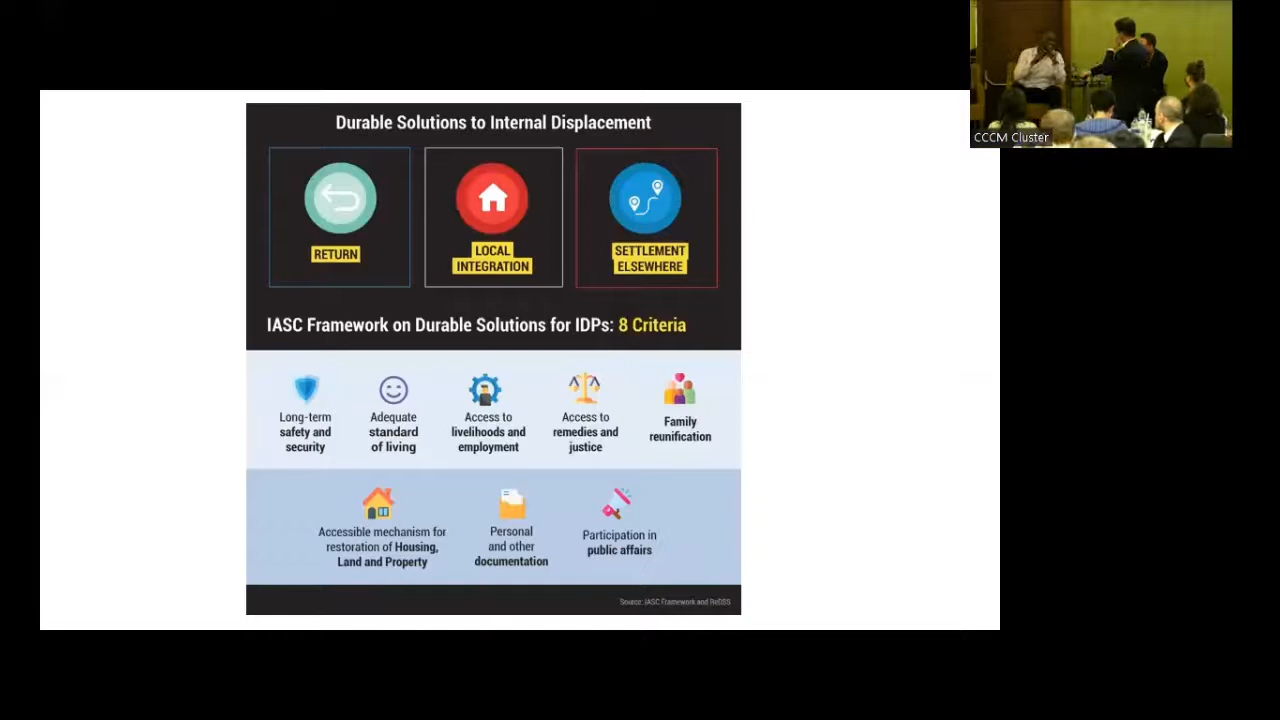 CCCM Cluster
Durable Solutions to Internal Displacement
RETURN
LOCAL
INTEGRATION
SETTLEMENT
ELSEWHERE
IASC Framework on Durable Solutions for IDPs: 8 Criteria
Long-term
safety and
security
Adequate
standard
of living
Access to
livelihoods and
employment
Access to
remedies and
justice
Family
reunification
Accessible mechanism for
restoration of Housing,
Land and Property
Personal
and other
documentation
Participation in
public affairs
Source: IASC Framework and ReDSS